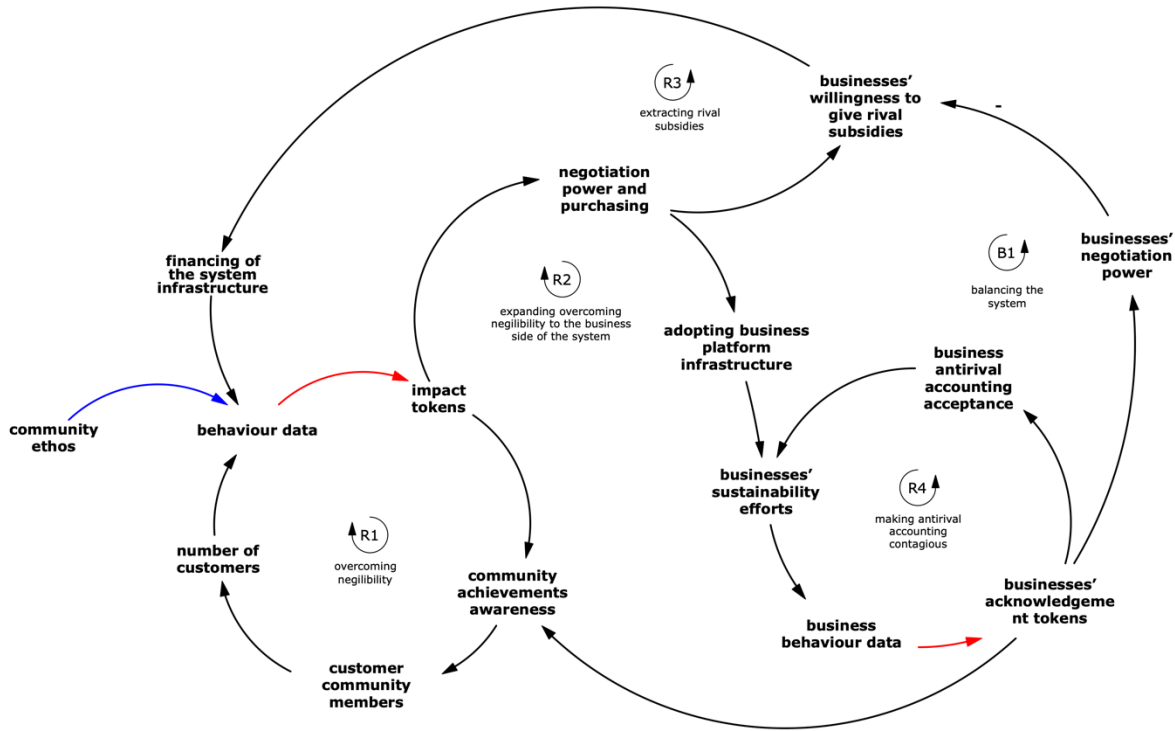 R3
extracting rival
subsidies
businesses’
willingness to
give rival
subsidies
-
negotiation
power and
purchasing
financing of
the system
infrastructure
R2
expanding overcoming
neglilibility to the business
side of the system
B1
balancing the
system
businesses’
negotiation
power
adopting business
platform
infrastructure
business
antirival
accounting
acceptance
community
ethos
behaviour data
impact
tokens
businesses’
sustainability
efforts
R4
making antirival
accounting
contagious
R1
overcoming
neglilibility
number of
customers
community
achievements
awareness
businesses’
acknowledgeme
nt tokens
business
behaviour data
customer
community
members